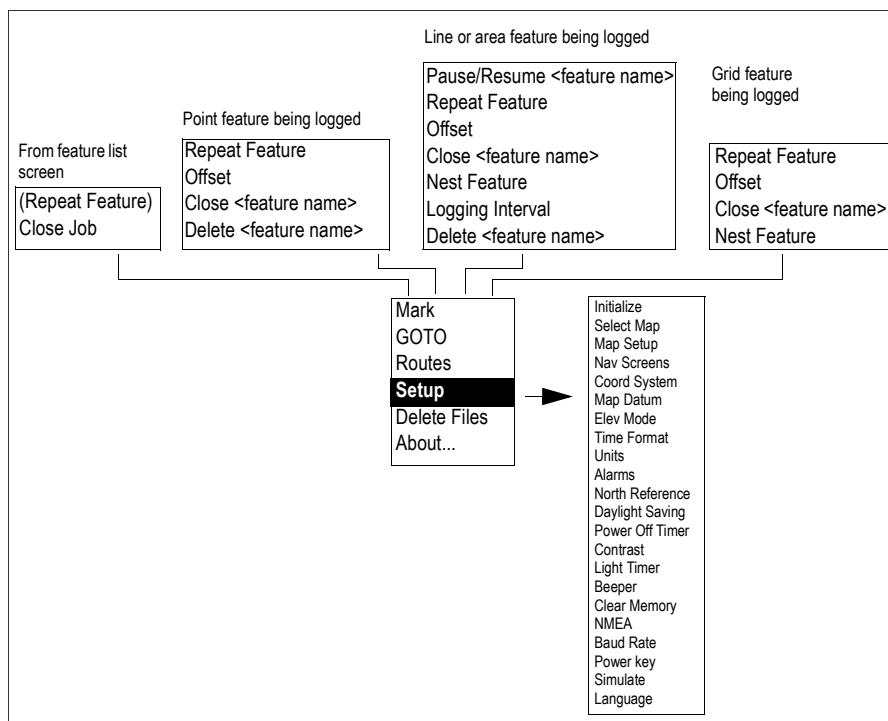 From feature list
screen
(Repeat Feature)
Close Job
Point feature being logged
Repeat Feature
Offset
Close <feature name>
Delete <feature name>
Line or area feature being logged
Pause/Resume <feature name>
Repeat Feature
Offset
Close <feature name>
Nest Feature
Logging Interval
Delete <feature name>
Grid feature
being logged
Repeat Feature
Offset
Close <feature name>
Nest Feature
Mark
GOTO
Routes
Setup
Delete Files
About...
Initialize
Select Map
Map Setup
Nav Screens
Coord System
Map Datum
Elev Mode
Time Format
Units
Alarms
North Reference
Daylight Saving
Power Off Timer
Contrast
Light Timer
Beeper
Clear Memory
NMEA
Baud Rate
Power key
Simulate
Language